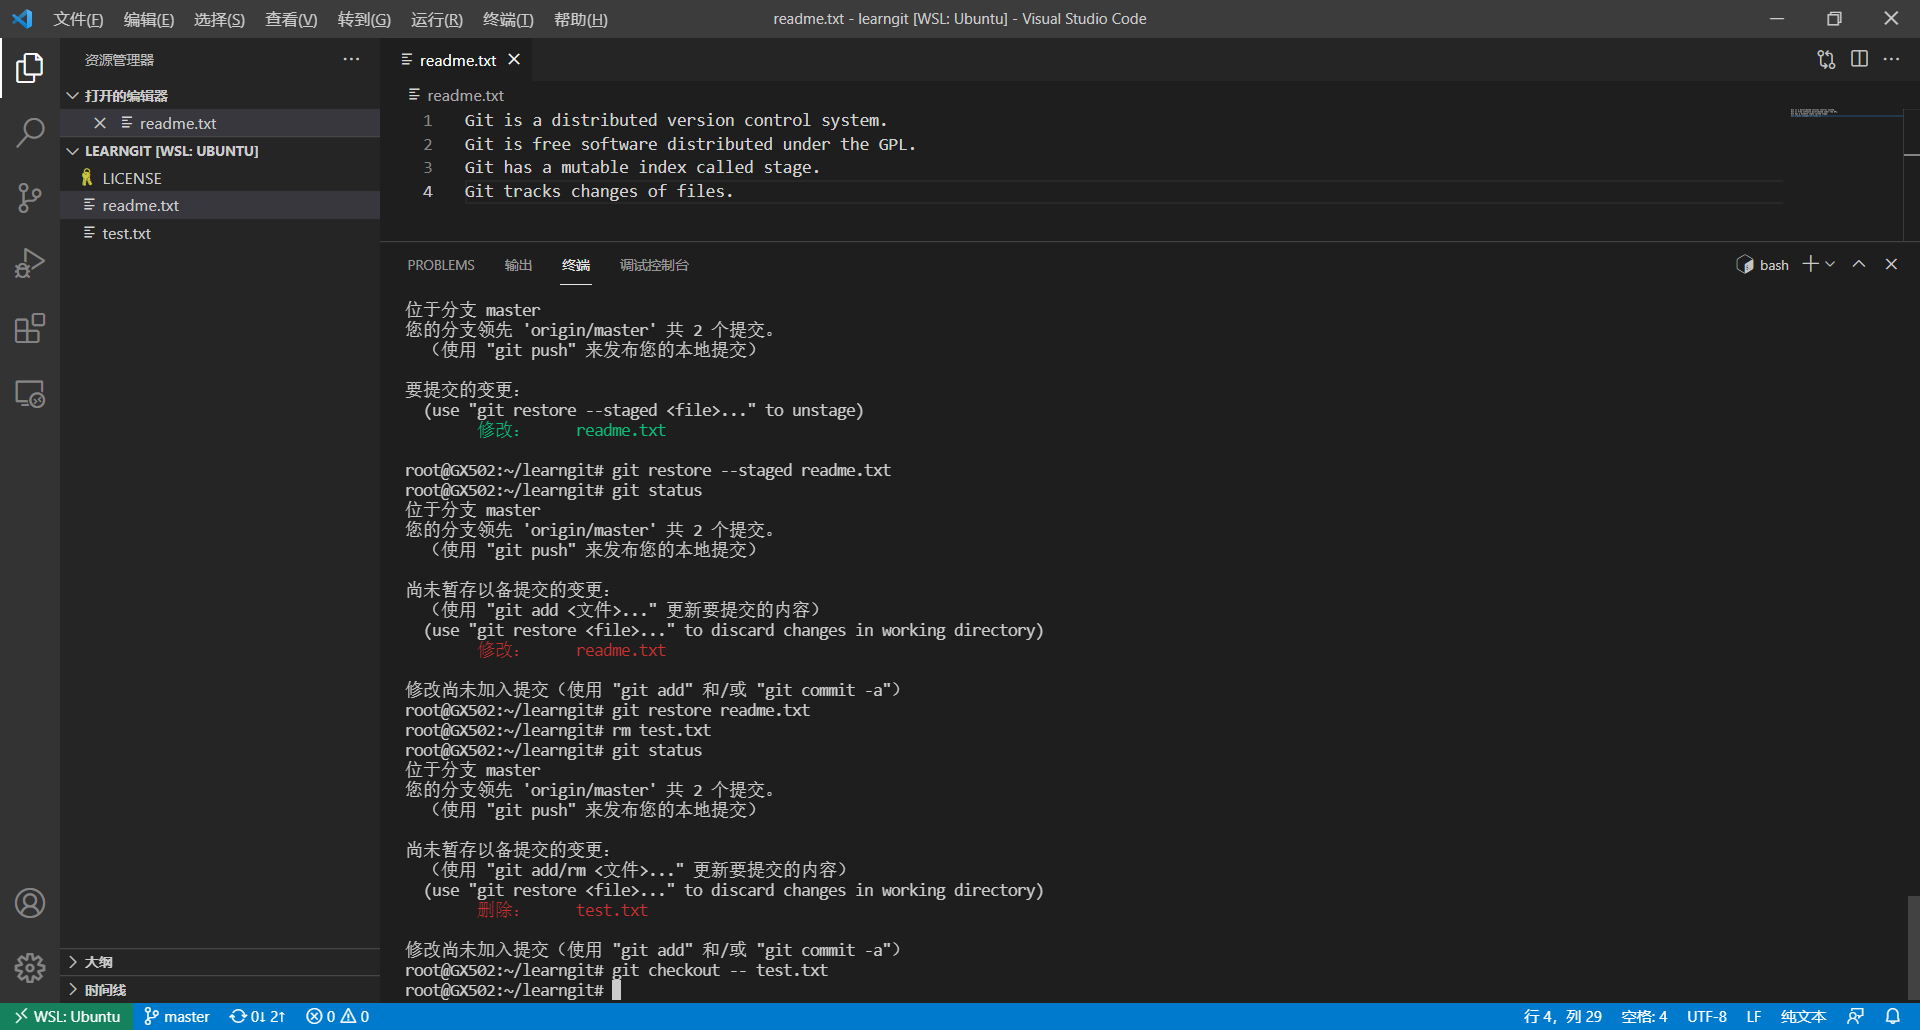 文件(F) 编辑(E) 选择(S) 查看(V) 转到(G) 运行(R) 终端(T) 帮助(H) readme.txt - learngit [WSL: Ubuntu] - Visual Studio Code
资源管理器
readme.txt
打开的编辑器
readme.txt
readme.txt
LEARNGIT [WSL: UBUNTU]
LICENSE
readme.txt
test.txt
1 Git is a distributed version control system.
2 Git is free software distributed under the GPL.
3 Git has a mutable index called stage.
4 Git tracks changes of files.
PROBLEMS 输出 终端 调试控制台 bash
位于分支 master
您的分支领先 'origin/master' 共 2 个提交。
（使用 "git push" 来发布您的本地提交）
要提交的变更：
(use "git restore --staged <file>..." to unstage)
修改： readme.txt
root@GX502:~/learngit# git restore --staged readme.txt
root@GX502:~/learngit# git status
位于分支 master
您的分支领先 'origin/master' 共 2 个提交。
（使用 "git push" 来发布您的本地提交）
尚未暂存以备提交的变更：
（使用 "git add <文件>..." 更新要提交的内容）
(use "git restore <file>..." to discard changes in working directory)
修改： readme.txt
修改尚未加入提交（使用 "git add" 和/或 "git commit -a"）
root@GX502:~/learngit# git restore readme.txt
root@GX502:~/learngit# rm test.txt
root@GX502:~/learngit# git status
位于分支 master
您的分支领先 'origin/master' 共 2 个提交。
（使用 "git push" 来发布您的本地提交）
尚未暂存以备提交的变更：
（使用 "git add/rm <文件>..." 更新要提交的内容）
(use "git restore <file>..." to discard changes in working directory)
删除： test.txt
修改尚未加入提交（使用 "git add" 和/或 "git commit -a"）
root@GX502:~/learngit# git checkout -- test.txt
root@GX502:~/learngit#
大纲
时间线
WSL: Ubuntu master 0↓ 2↑ 0 0 行 4，列 29 空格: 4 UTF-8 LF 纯文本